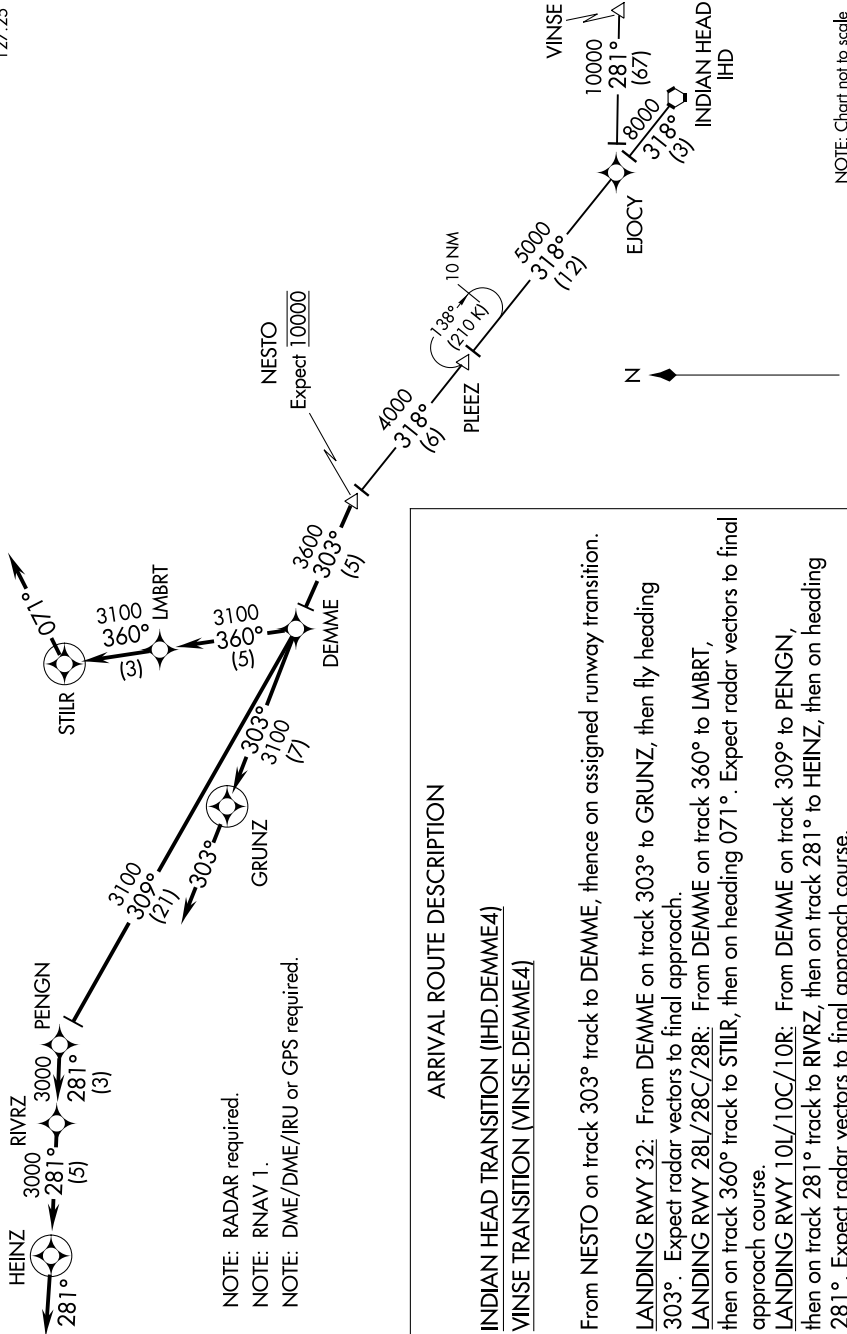 127.25
HEINZ
281°
3000
281°
(5)
RIVRZ
3000
281°
(3)
PENGN
3100
309°
(21)
303°
GRUNZ
303°
3100
(7)
STILR
071°
3100
360°
(3)
LMBRT
3100
360°
(5)
DEMME
3600
303°
(5)
NESTO
Expect 10000
4000
318°
(6)
PLEEZ
138°
(210 K)
10 NM
5000
318°
(12)
EJOCY
VINSE
10000
281°
(67)
8000
318°
(3)
INDIAN HEAD
IHD
N
NOTE: RADAR required.
NOTE: RNAV 1.
NOTE: DME/DME/IRU or GPS required.
ARRIVAL ROUTE DESCRIPTION
INDIAN HEAD TRANSITION (IHD.DEMME4)
VINSE TRANSITION (VINSE.DEMME4)
From NESTO on track 303° track to DEMME, thence on assigned runway transition.
LANDING RWY 32: From DEMME on track 303° to GRUNZ, then fly heading
303°. Expect radar vectors to final approach.
LANDING RWY 28L/28C/28R: From DEMME on track 360° to LMBRT,
then on track 360° track to STILR, then on heading 071°. Expect radar vectors to final
approach course.
LANDING RWY 10L/10C/10R: From DEMME on track 309° to PENGN,
then on track 281° track to RIVRZ, then on track 281° to HEINZ, then on heading
281°. Expect radar vectors to final approach course.
NOTE: Chart not to scale